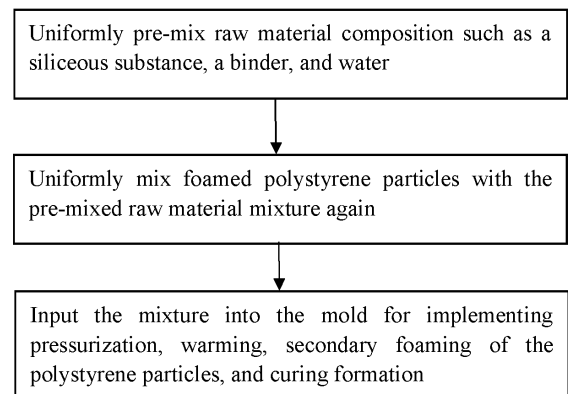 Uniformly pre-mix raw material composition such as a
siliceous substance, a binder, and water
Uniformly mix foamed polystyrene particles with the
pre-mixed raw material mixture again
Input the mixture into the mold for implementing
pressurization, warming, secondary foaming of the
polystyrene particles, and curing formation